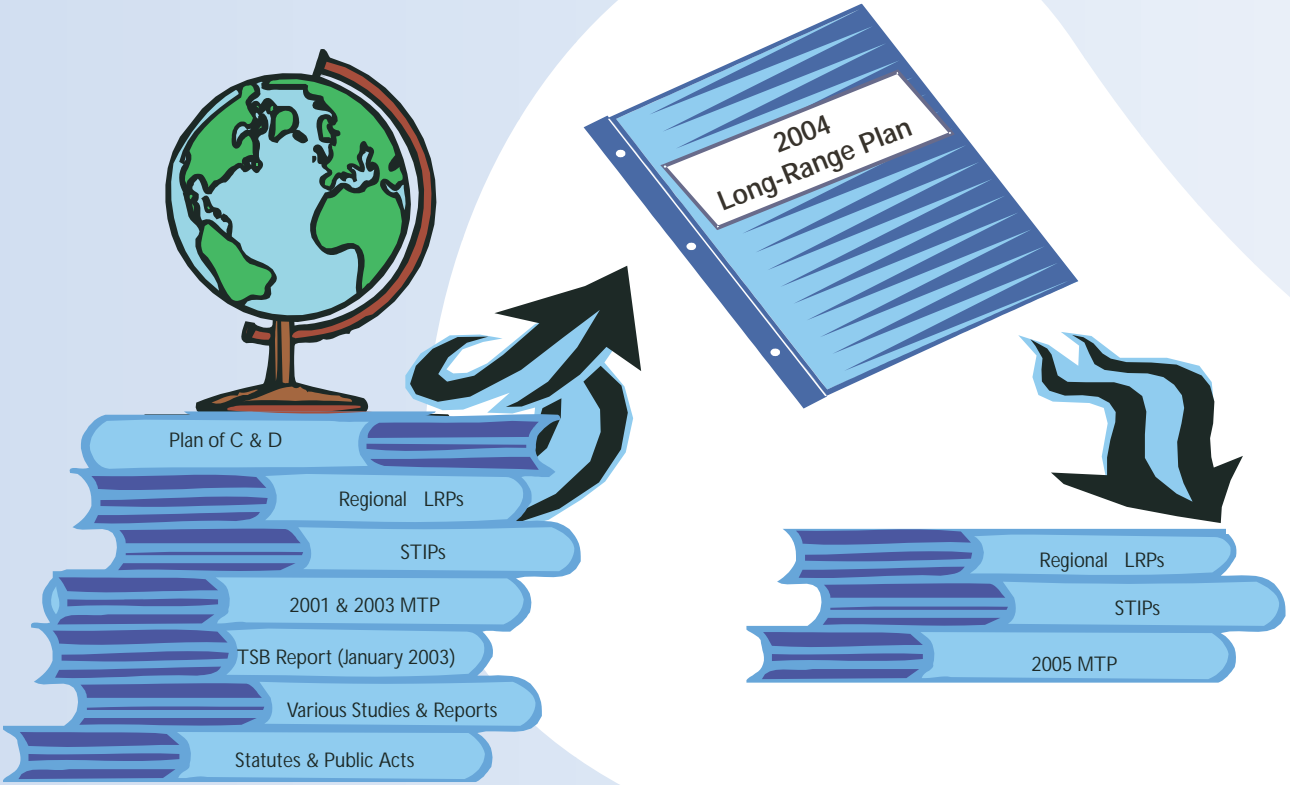 2004
Long-Range Plan
Plan of C & D
Regional LRPs
STIPs
2001 & 2003 MTP
TSB Report (January 2003)
Various Studies & Reports
Statutes & Public Acts
Regional LRPs
STIPs
2005 MTP